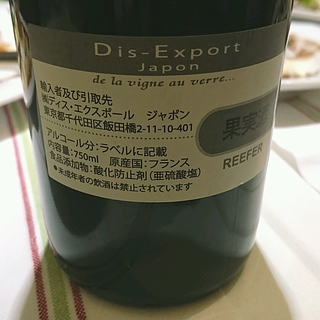 Dis-Export
Japon
de la vigne au verre...
輸入者及び引取先
㈱ディス・エクスポール ジャポン
東京都千代田区飯田橋2-11-10-401
アルコール分:ラベルに記載
内容量:750ml 原産国:フランス
食品添加物:酸化防止剤(亜硫酸塩)
●未成年者の飲酒は禁止されています
果実酒
REEFER